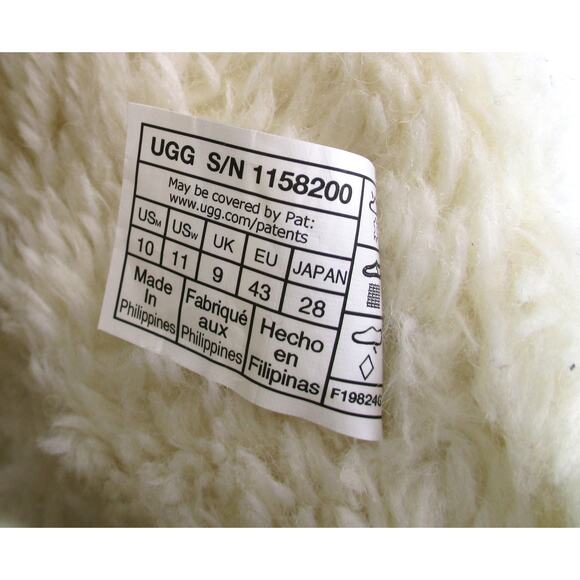 UGG S/N 1158200
May be covered by Pat:
www.ugg.com/patents
USM USW UK EU JAPAN
10 11 9 43 28
Made In Philippines
Fabriqué aux Philippines
Hecho en Filipinas
F19824G